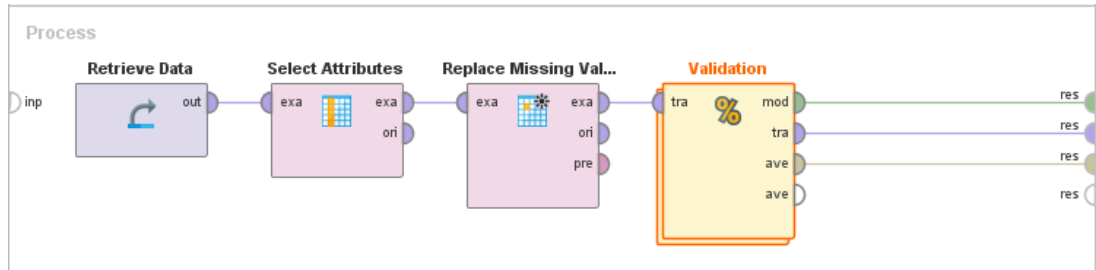 Process
Retrieve Data
Select Attributes
Replace Missing Val...
Validation
inp
out
exa
exa
ori
exa
exa
ori
pre
tra
%
mod
tra
ave
ave
res
res
res
res